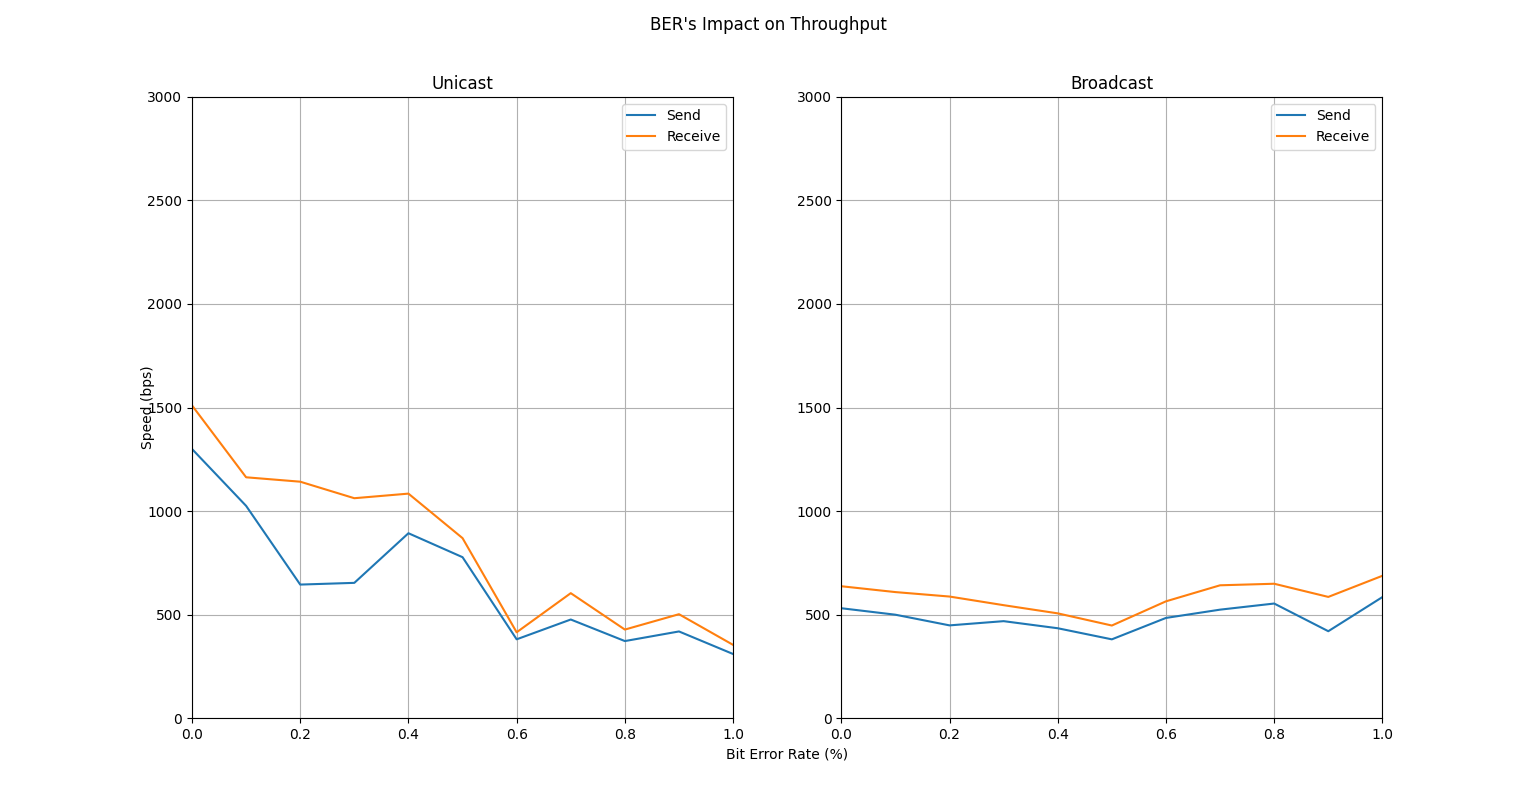 BER's Impact on Throughput
Unicast
Send
Receive
3000
2500
2000
1500
1000
500
0
0.0 0.2 0.4 0.6 0.8 1.0
Speed (bps)
Broadcast
Send
Receive
3000
2500
2000
1500
1000
500
0
0.0 0.2 0.4 0.6 0.8 1.0
Bit Error Rate (%)